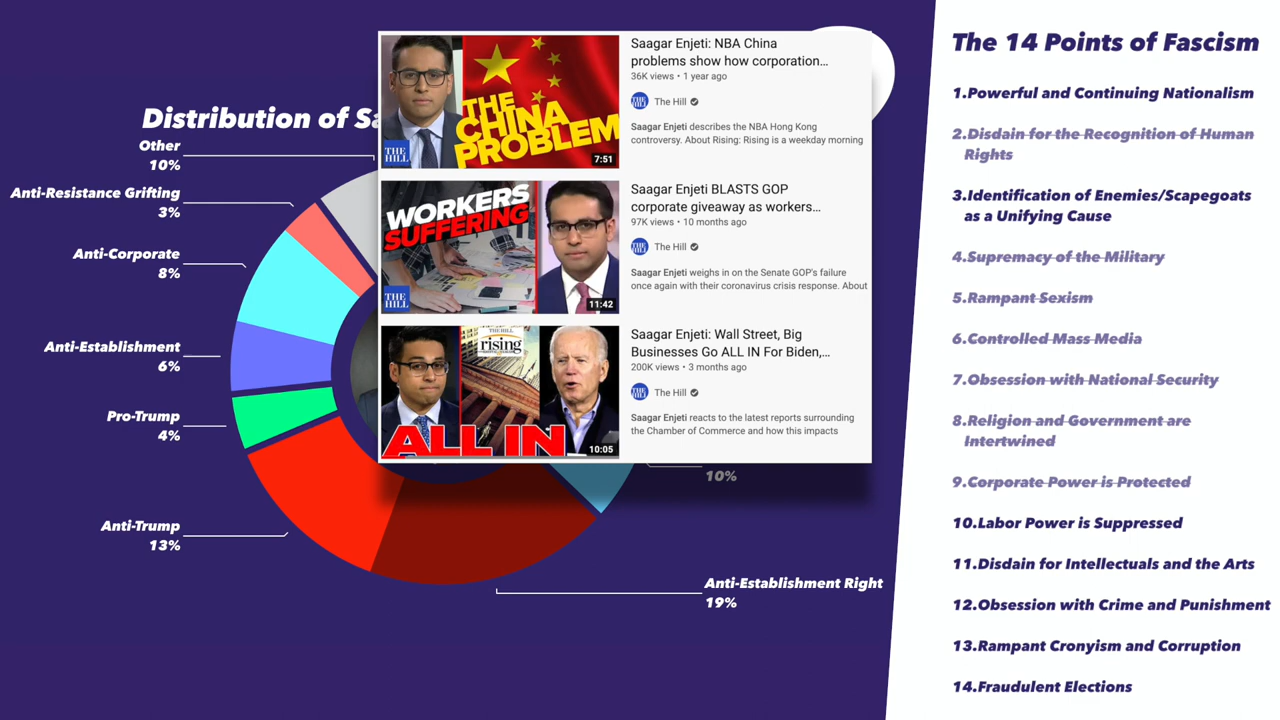 Distribution of Sa
Other
10%
Anti-Resistance Grifting
3%
Anti-Corporate
8%
Anti-Establishment
6%
Pro-Trump
4%
Anti-Trump
13%
10%
Anti-Establishment Right
19%
THE
CHINA
PROBLEM
THE
HILL
7:51
Saagar Enjeti: NBA China
problems show how corporation...
36K views • 1 year ago
THE HILL
The Hill
Saagar Enjeti describes the NBA Hong Kong
controversy. About Rising: Rising is a weekday morning
WORKERS
SUFFERING
THE
HILL
11:42
Saagar Enjeti BLASTS GOP
corporate giveaway as workers...
97K views • 10 months ago
THE HILL
The Hill
Saagar Enjeti weighs in on the Senate GOP's failure
once again with their coronavirus crisis response. About
THE HILL
rising
ALL IN
10:05
Saagar Enjeti: Wall Street, Big
Businesses Go ALL IN For Biden,...
200K views • 3 months ago
THE HILL
The Hill
Saagar Enjeti reacts to the latest reports surrounding
the Chamber of Commerce and how this impacts
The 14 Points of Fascism
1.Powerful and Continuing Nationalism
2.Disdain for the Recognition of Human
Rights
3.Identification of Enemies/Scapegoats
as a Unifying Cause
4.Supremacy of the Military
5.Rampant Sexism
6.Controlled Mass Media
7.Obsession with National Security
8.Religion and Government are
Intertwined
9.Corporate Power is Protected
10.Labor Power is Suppressed
11.Disdain for Intellectuals and the Arts
12.Obsession with Crime and Punishment
13.Rampant Cronyism and Corruption
14.Fraudulent Elections